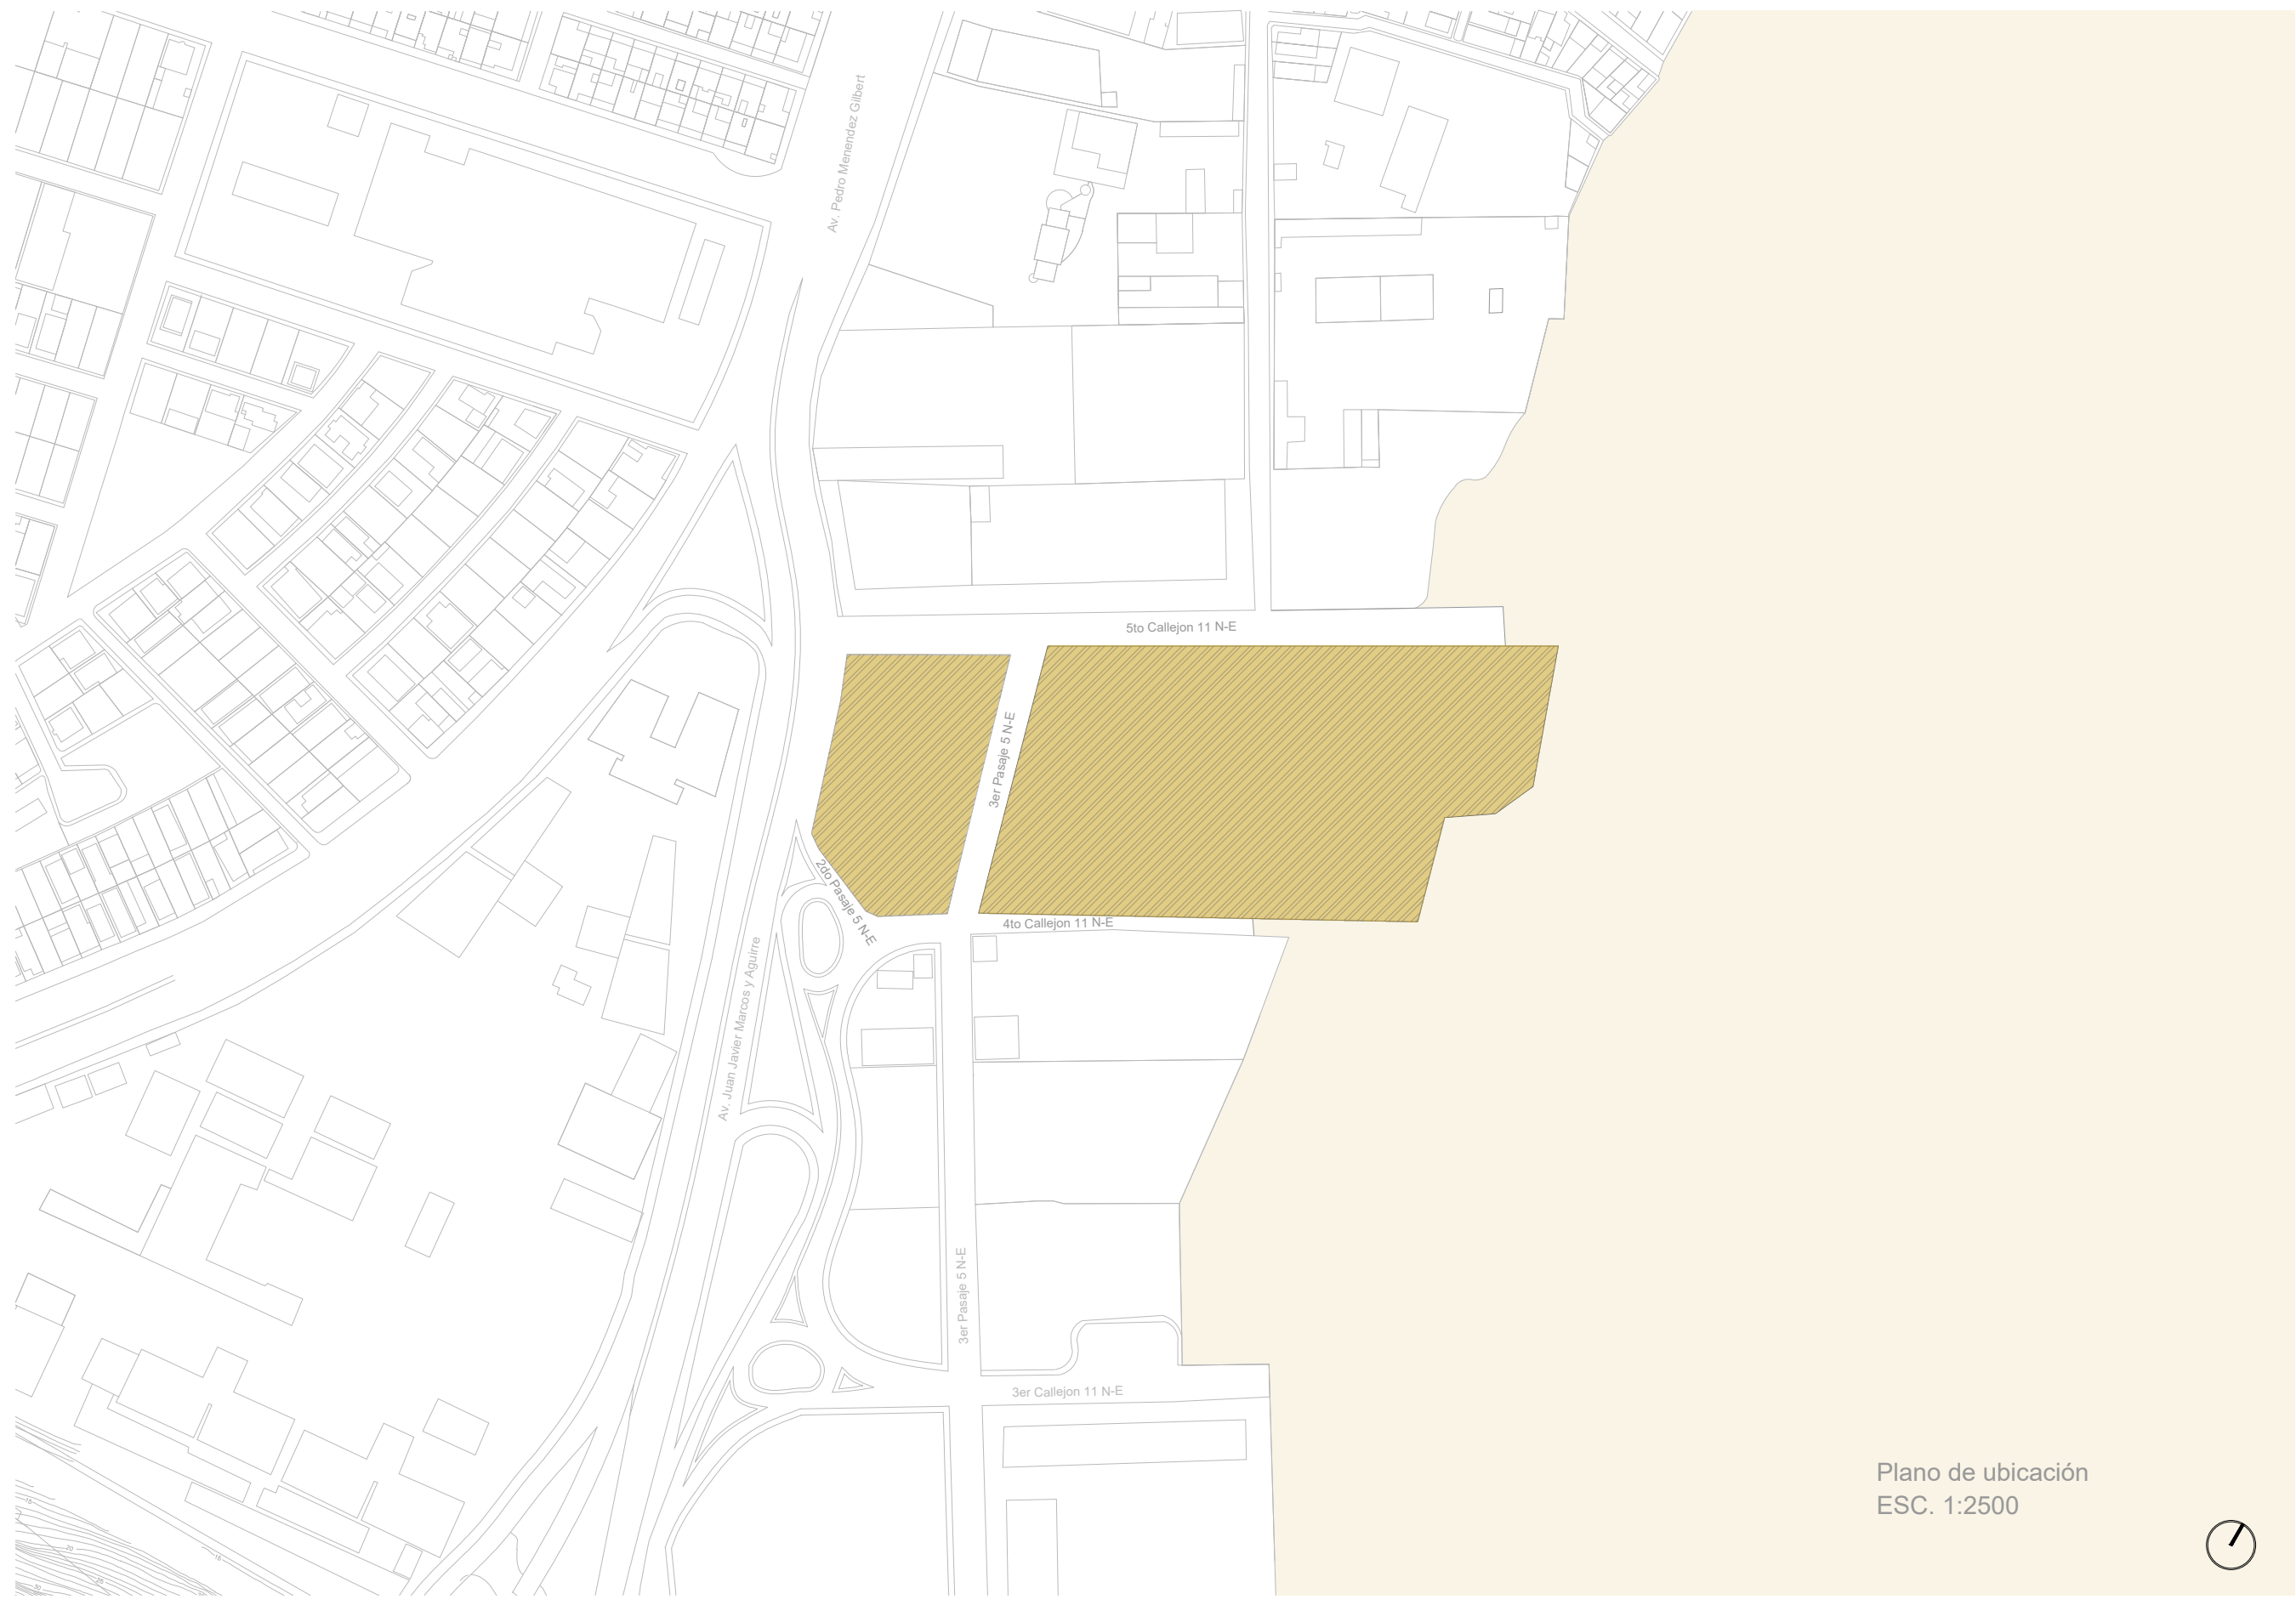 Av. Pedro Menendez Gilbert
5to Callejon 11 N-E
3er Pasaje 5 N-E
2do Pasaje 5 N-E
4to Callejon 11 N-E
Av. Juan Javier Marcos y Aguirre
3er Pasaje 5 N-E
3er Callejon 11 N-E
Plano de ubicación
ESC. 1:2500
20